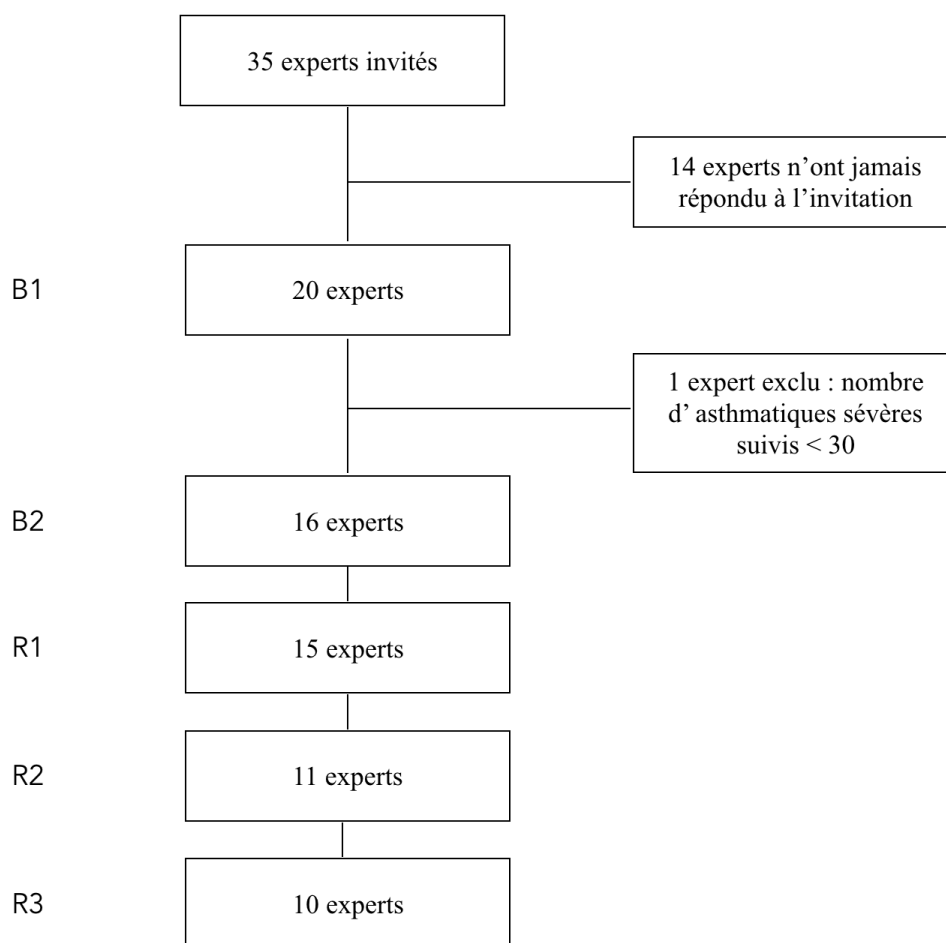 35 experts invités
14 experts n’ont jamais
répondu à l’invitation
B1
20 experts
1 expert exclu : nombre
d’ asthmatiques sévères
suivis < 30
B2
16 experts
R1
15 experts
R2
11 experts
R3
10 experts